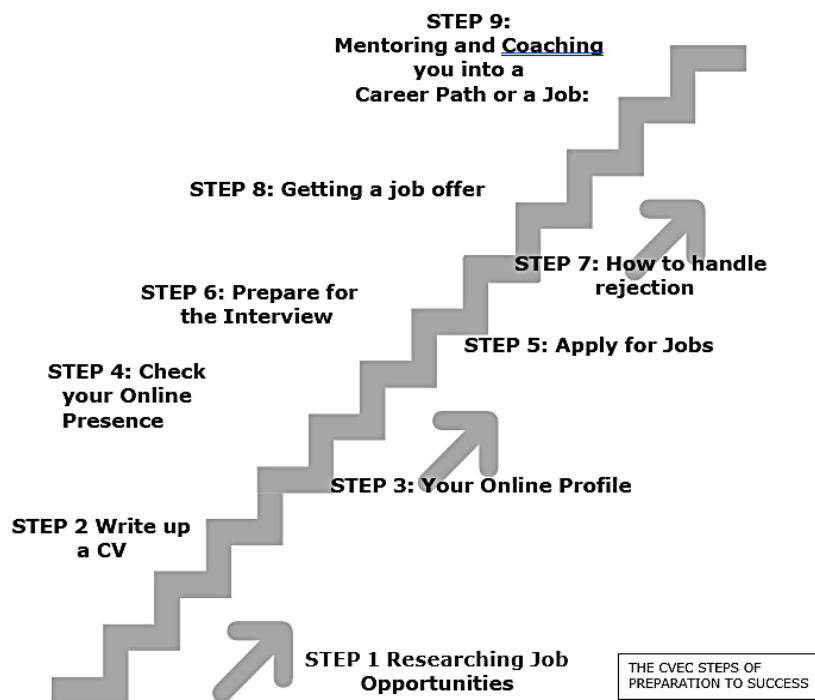 STEP 9:
Mentoring and Coaching
you into a
Career Path or a Job:
STEP 8: Getting a job offer
STEP 7: How to handle
rejection
STEP 6: Prepare for
the Interview
STEP 5: Apply for Jobs
STEP 4: Check
your Online
Presence
STEP 3: Your Online Profile
STEP 2 Write up
a CV
STEP 1 Researching Job
Opportunities
THE CVEC STEPS OF
PREPARATION TO SUCCESS